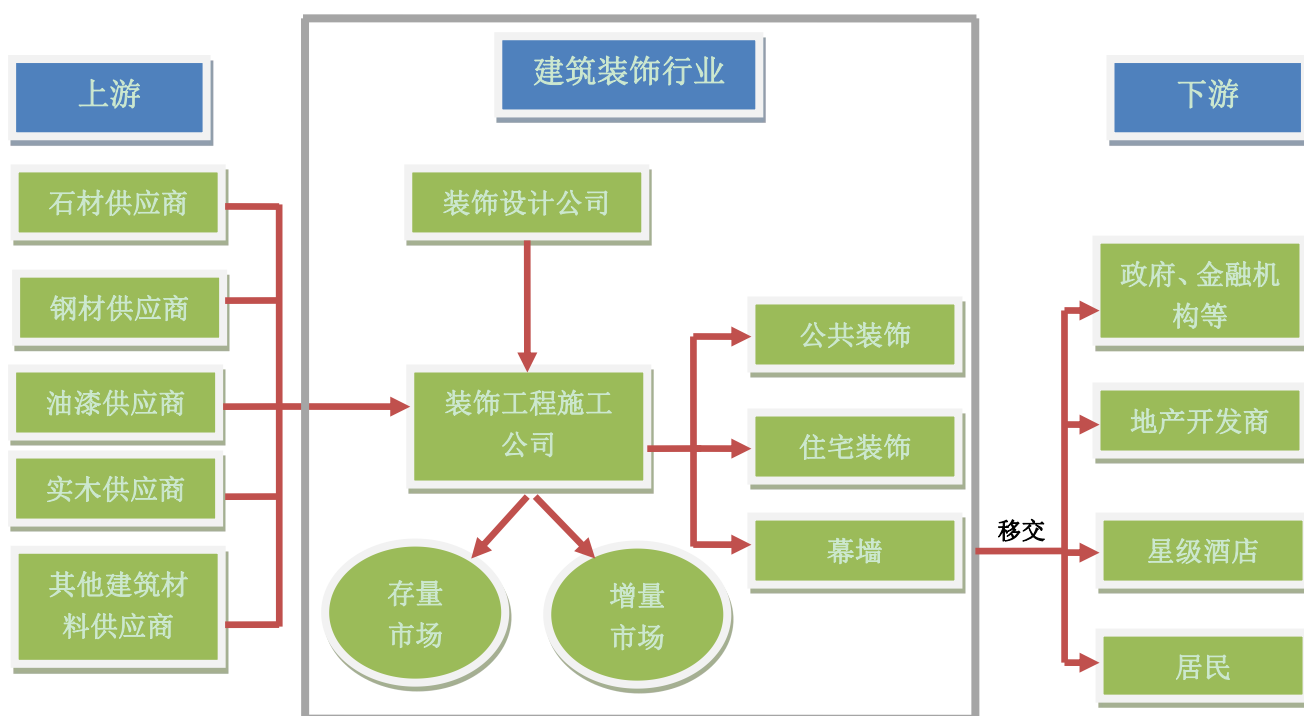 上游
建筑装饰行业
下游
石材供应商
钢材供应商
油漆供应商
实木供应商
其他建筑材
料供应商
装饰设计公司
装饰工程施工
公司
存量
市场
增量
市场
公共装饰
住宅装饰
幕墙
移交
政府、金融机
构等
地产开发商
星级酒店
居民